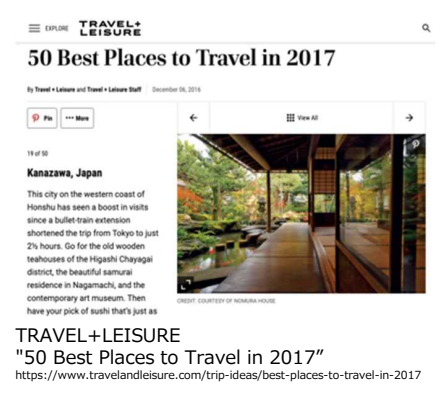 EXPLORE TRAVEL+
LEISURE
50 Best Places to Travel in 2017
By Travel + Leisure and Travel + Leisure Staff | December 06, 2016
Pin ••• More
View All
19 of 50
Kanazawa, Japan
This city on the western coast of
Honshu has seen a boost in visits
since a bullet-train extension
shortened the trip from Tokyo to just
2½ hours. Go for the old wooden
teahouses of the Higashi Chayagai
district, the beautiful samurai
residence in Nagamachi, and the
contemporary art museum. Then
have your pick of sushi that's just as
CREDIT: COURTESY OF NOMURA-HOUSE
TRAVEL+LEISURE
"50 Best Places to Travel in 2017”
https://www.travelandleisure.com/trip-ideas/best-places-to-travel-in-2017